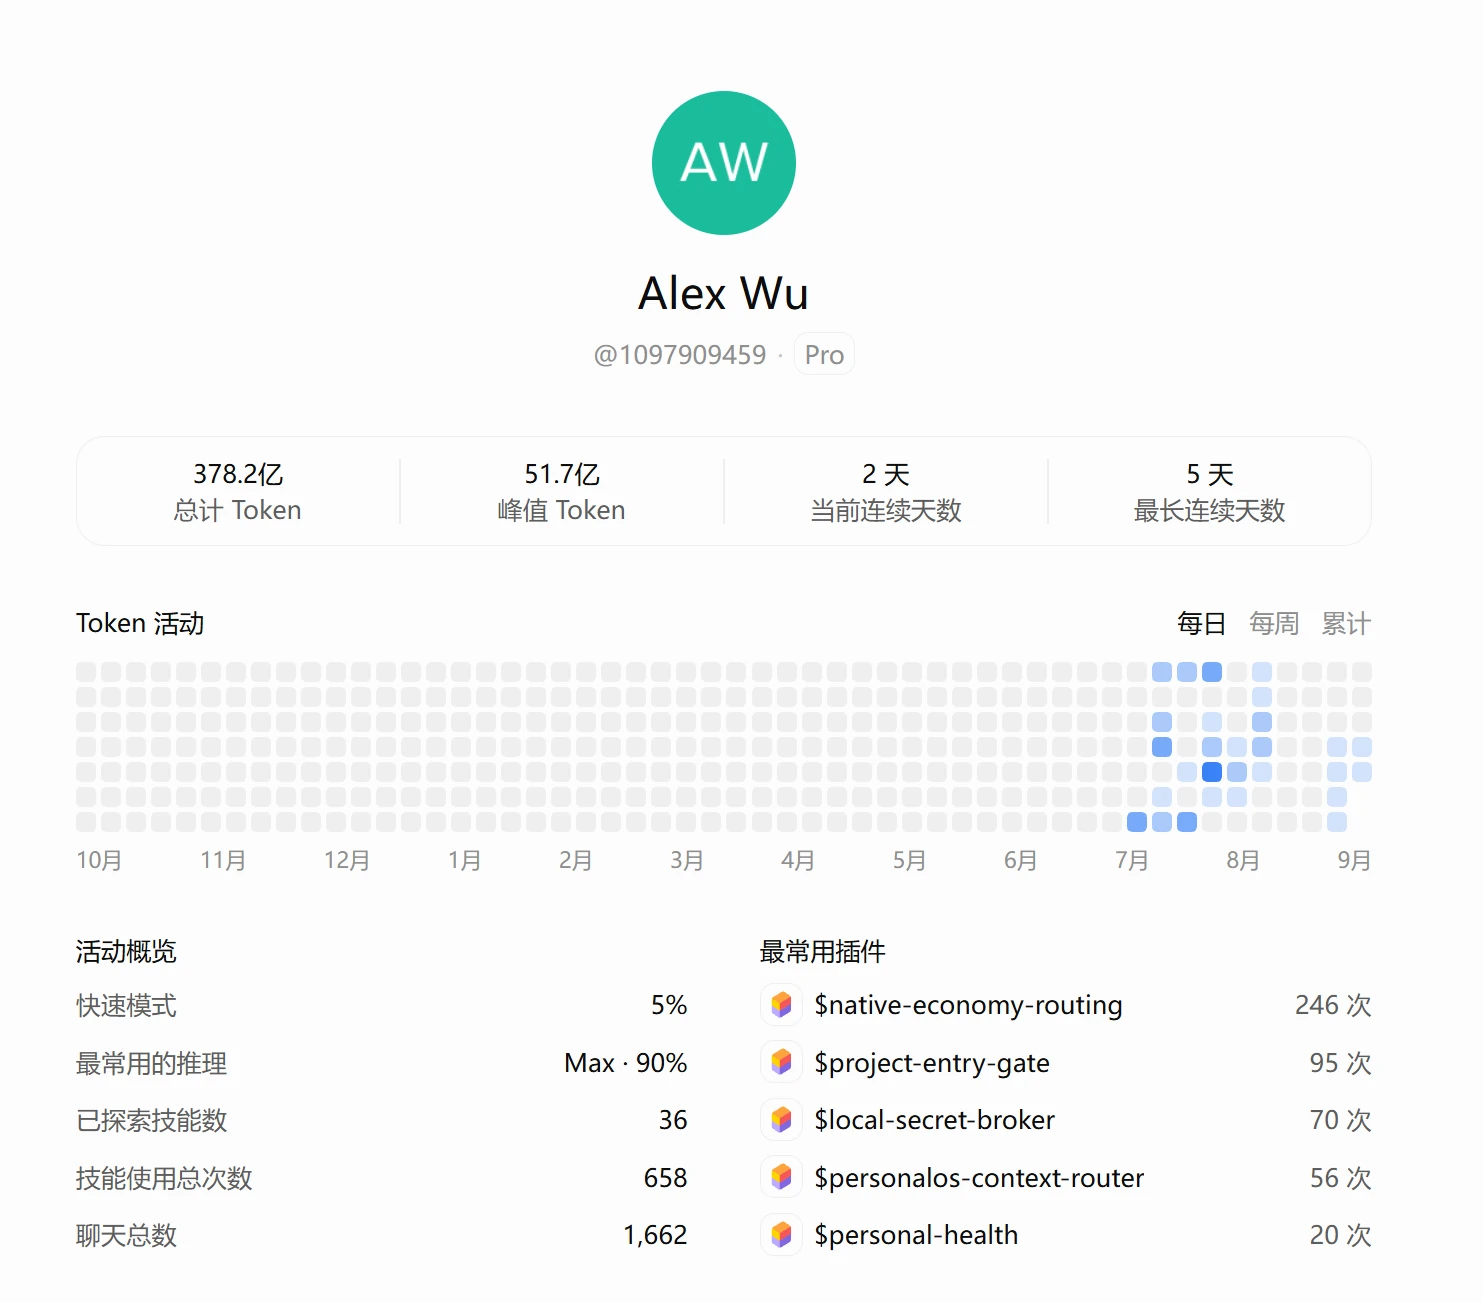 AW
Alex Wu
@1097909459 · Pro
378.2亿
总计 Token
51.7亿
峰值 Token
2 天
当前连续天数
5 天
最长连续天数
Token 活动
每日 每周 累计
10月 11月 12月 1月 2月 3月 4月 5月 6月 7月 8月 9月
活动概览
快速模式 5%
最常用的推理 Max · 90%
已探索技能数 36
技能使用总次数 658
聊天总数 1,662
最常用插件
$native-economy-routing 246 次
$project-entry-gate 95 次
$local-secret-broker 70 次
$personalos-context-router 56 次
$personal-health 20 次